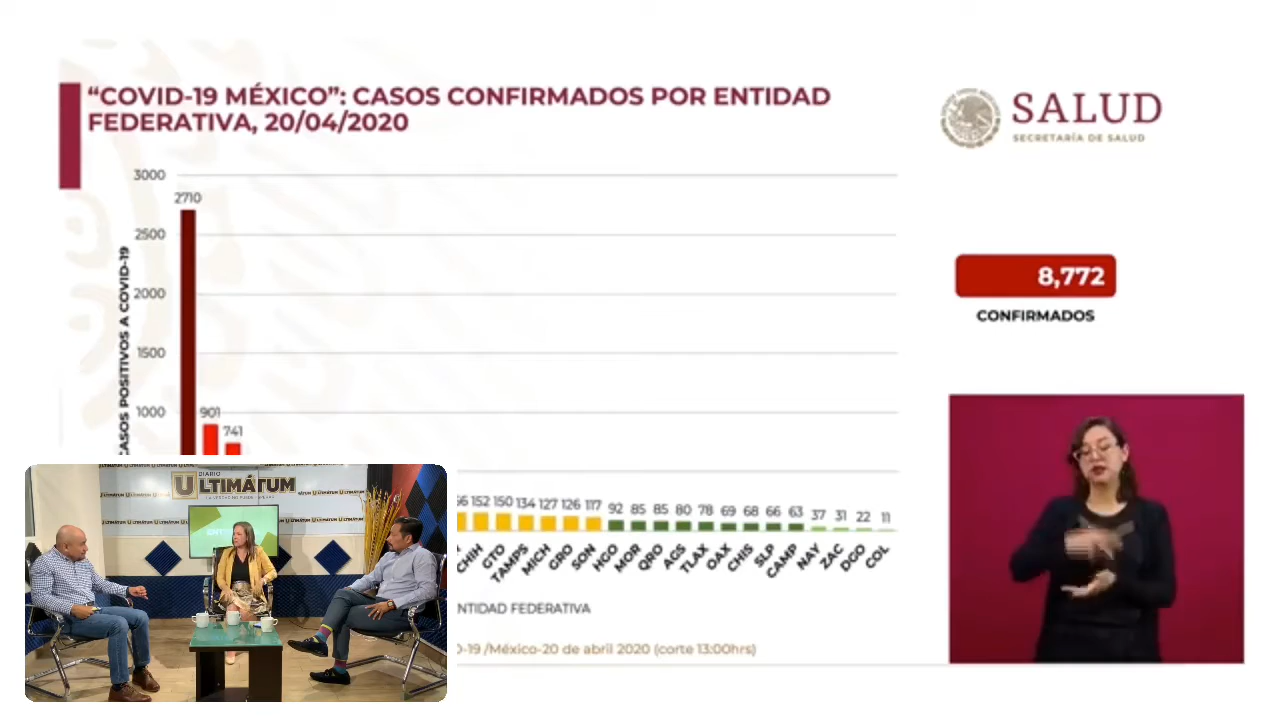 “COVID-19 MÉXICO”: CASOS CONFIRMADOS POR ENTIDAD
FEDERATIVA, 20/04/2020
SALUD
SECRETARÍA DE SALUD
3000
2710
2500
2000
1500
1000
901
741
CASOS POSITIVOS A COVID-19
8,772
CONFIRMADOS
152 150 134 127 126 117 92 85 85 80 78 69 68 66 63 37 31 22 11
CHIH GTO TAMPS MICH GRO SON HGO MOR QRO AGS TLAX OAX CHIS SLP CAMP NAY ZAC DGO COL
NTIDAD FEDERATIVA
-19 /México-20 de abril 2020 (corte 13:00hrs)
DIARIO
ULTIMÁTUM